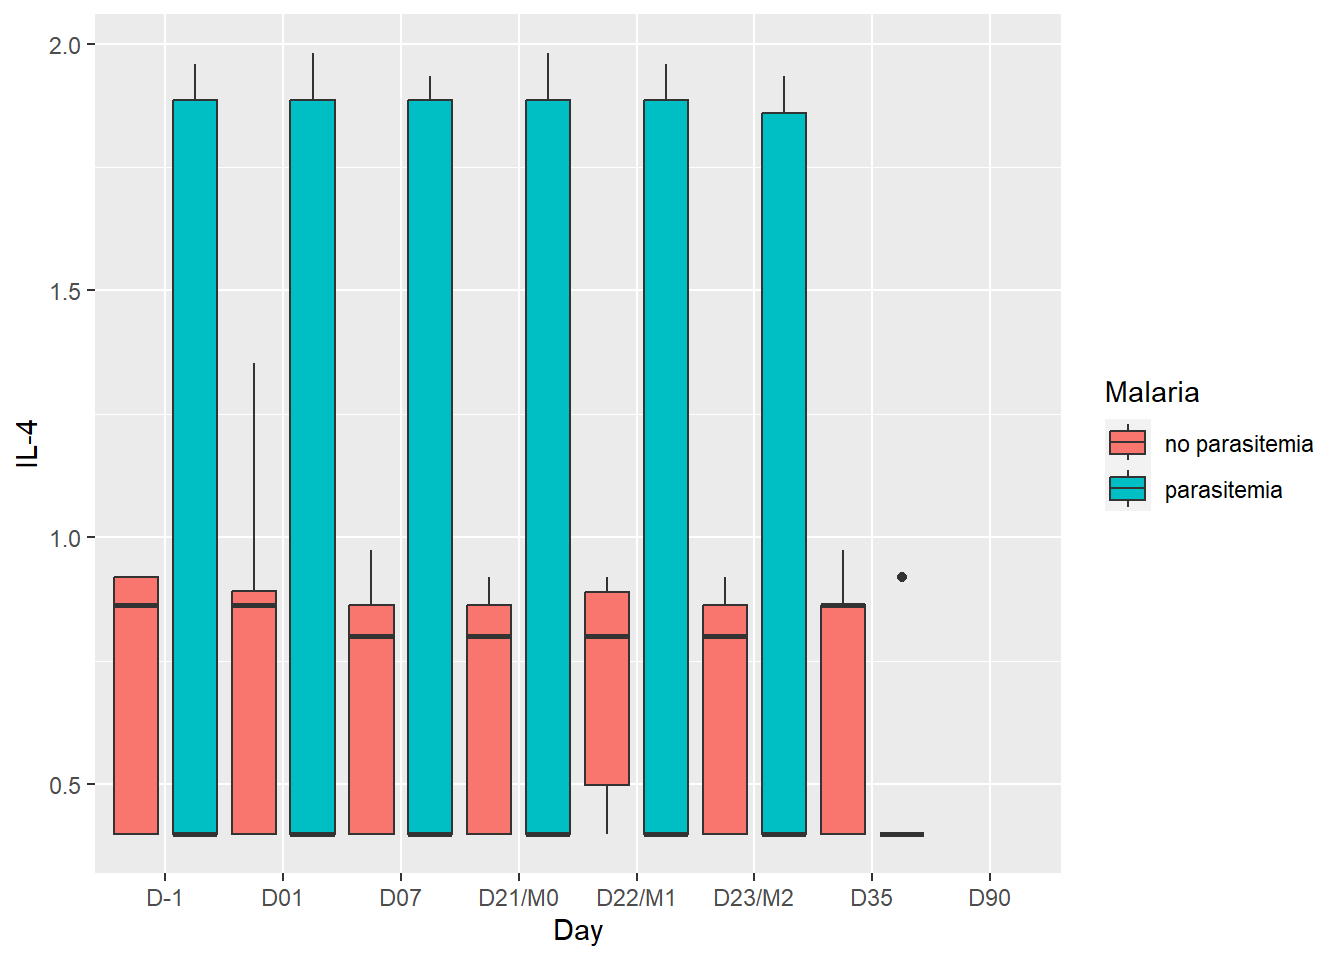 IL-4
2.0
1.5
1.0
0.5
D-1 D01 D07 D21/M0 D22/M1 D23/M2 D35 D90
Day
Malaria
no parasitemia
parasitemia